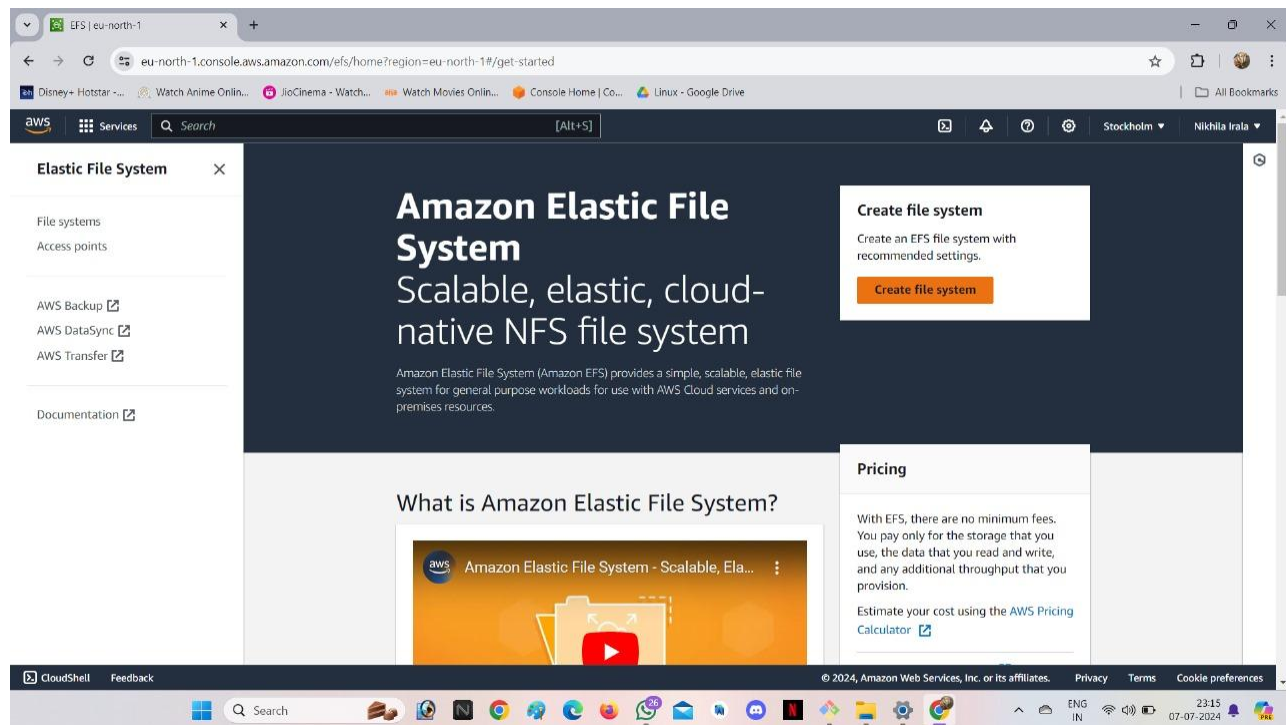 EFS | eu-north-1
eu-north-1.console.aws.amazon.com/efs/home?region=eu-north-1#/get-started
Disney+ Hotstar -... Watch Anime Onlin... JioCinema - Watch... Watch Movies Onlin... Console Home | Co... Linux - Google Drive All Bookmarks
aws Services Search [Alt+S] Stockholm Nikhila Irala
Elastic File System
File systems
Access points
AWS Backup
AWS DataSync
AWS Transfer
Documentation
Amazon Elastic File
System
Scalable, elastic, cloud-
native NFS file system
Amazon Elastic File System (Amazon EFS) provides a simple, scalable, elastic file
system for general purpose workloads for use with AWS Cloud services and on-
premises resources.
Create file system
Create an EFS file system with
recommended settings.
Create file system
What is Amazon Elastic File System?
aws Amazon Elastic File System - Scalable, Ela...
Pricing
With EFS, there are no minimum fees.
You pay only for the storage that you
use, the data that you read and write,
and any additional throughput that you
provision.
Estimate your cost using the AWS Pricing
Calculator
CloudShell Feedback © 2024, Amazon Web Services, Inc. or its affiliates. Privacy Terms Cookie preferences
Search 26 ENG 23:15
IN 07-07-2024